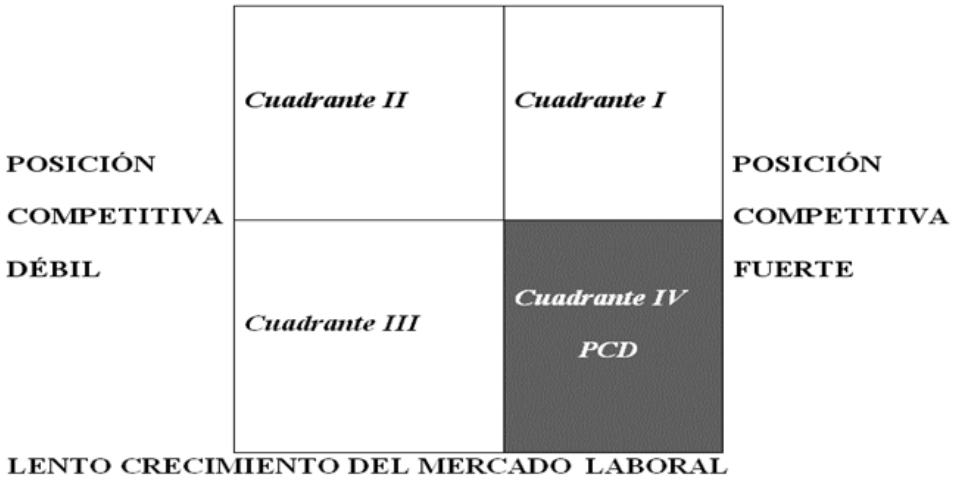 Cuadrante II
Cuadrante I
POSICIÓN
COMPETITIVA
DÉBIL
POSICIÓN
COMPETITIVA
FUERTE
Cuadrante III
Cuadrante IV
PCD
LENTO CRECIMIENTO DEL MERCADO LABORAL